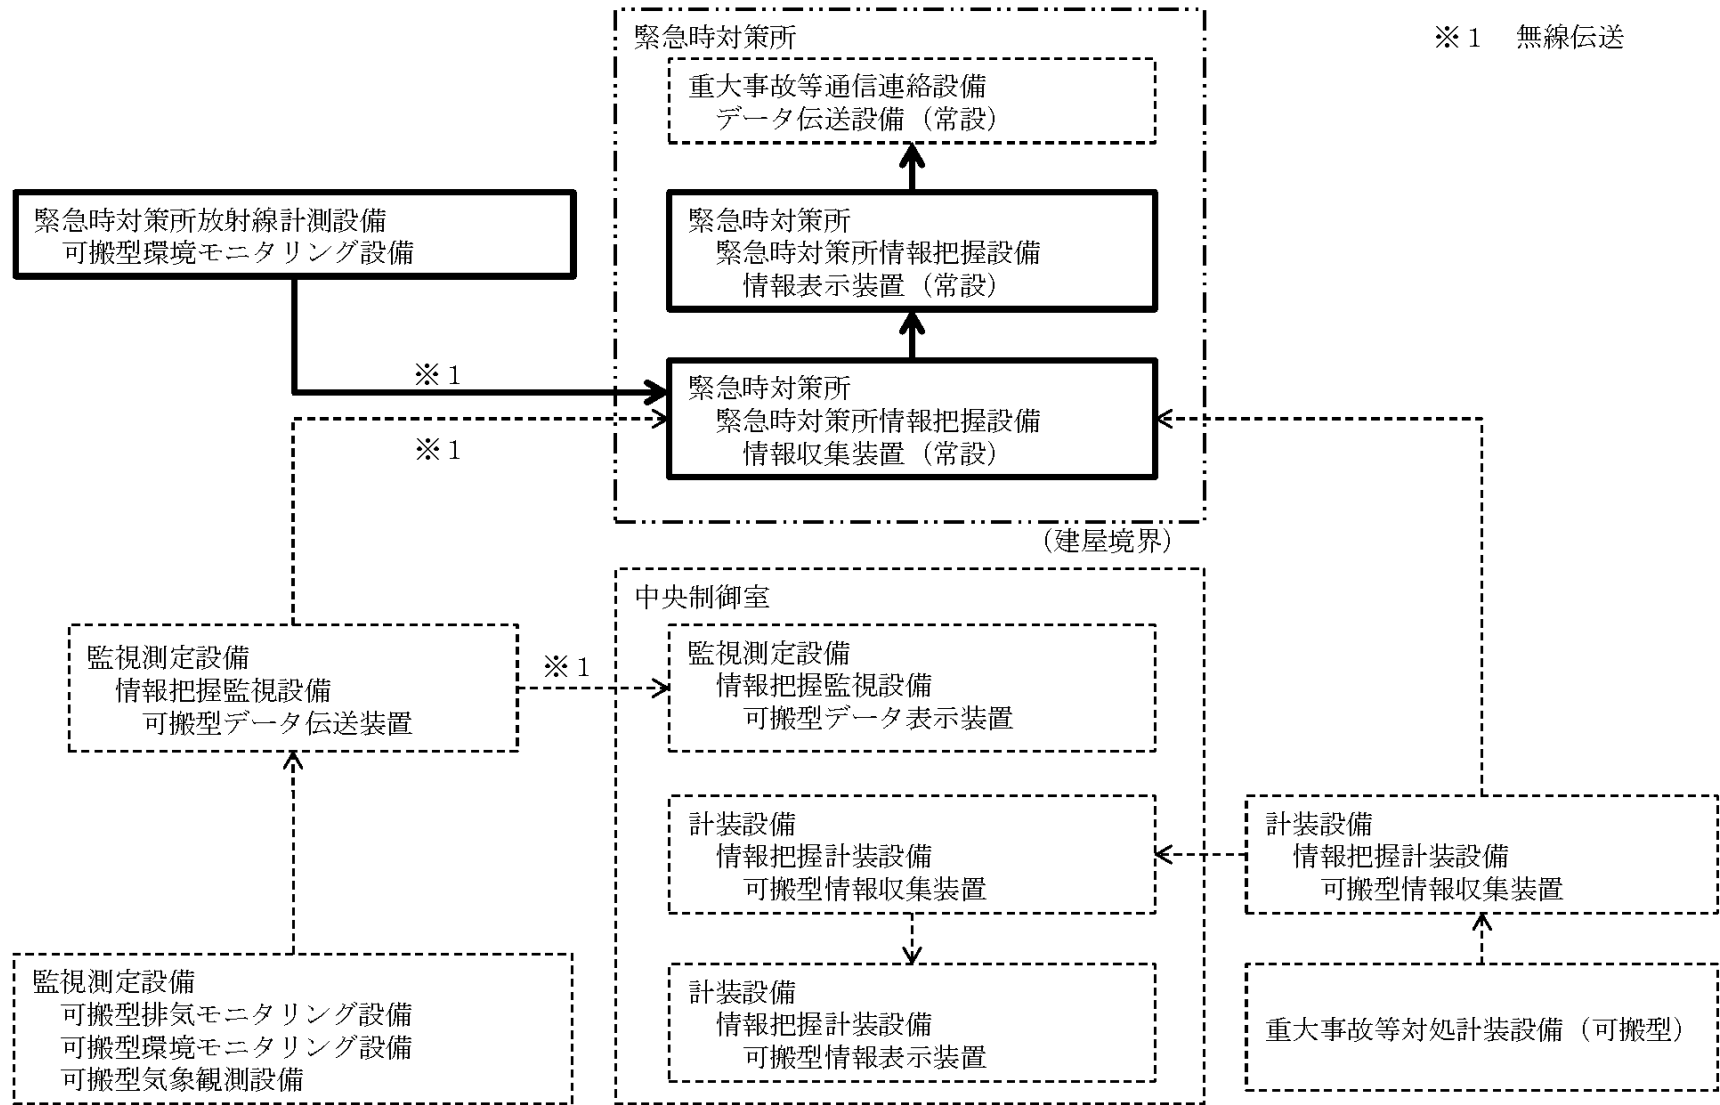 緊急時対策所
※１　無線伝送
重大事故等通信連絡設備
データ伝送設備（常設）
緊急時対策所放射線計測設備
可搬型環境モニタリング設備
緊急時対策所
緊急時対策所情報把握設備
情報表示装置（常設）
※１
緊急時対策所
緊急時対策所情報把握設備
情報収集装置（常設）
※１
（建屋境界）
中央制御室
監視測定設備
情報把握監視設備
可搬型データ伝送装置
※１
監視測定設備
情報把握監視設備
可搬型データ表示装置
計装設備
情報把握計装設備
可搬型情報収集装置
計装設備
情報把握計装設備
可搬型情報収集装置
監視測定設備
可搬型排気モニタリング設備
可搬型環境モニタリング設備
可搬型気象観測設備
計装設備
情報把握計装設備
可搬型情報表示装置
重大事故等対処計装設備（可搬型）